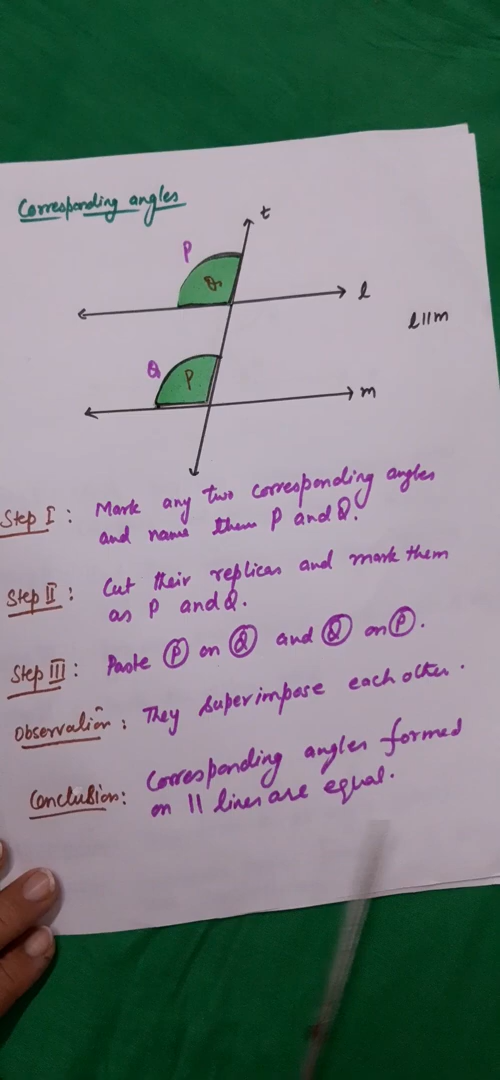 Corresponding angles
t
P
Q
l
l||m
Q
P
m
Step I : Mark any two corresponding angles
and name them P and Q.
Step II : Cut their replicas and mark them
as P and Q.
Step III : Paste Ⓟ on Ⓠ and Ⓠ on Ⓟ.
Observation : They superimpose each other.
Conclusion: Corresponding angles formed
on || lines are equal.